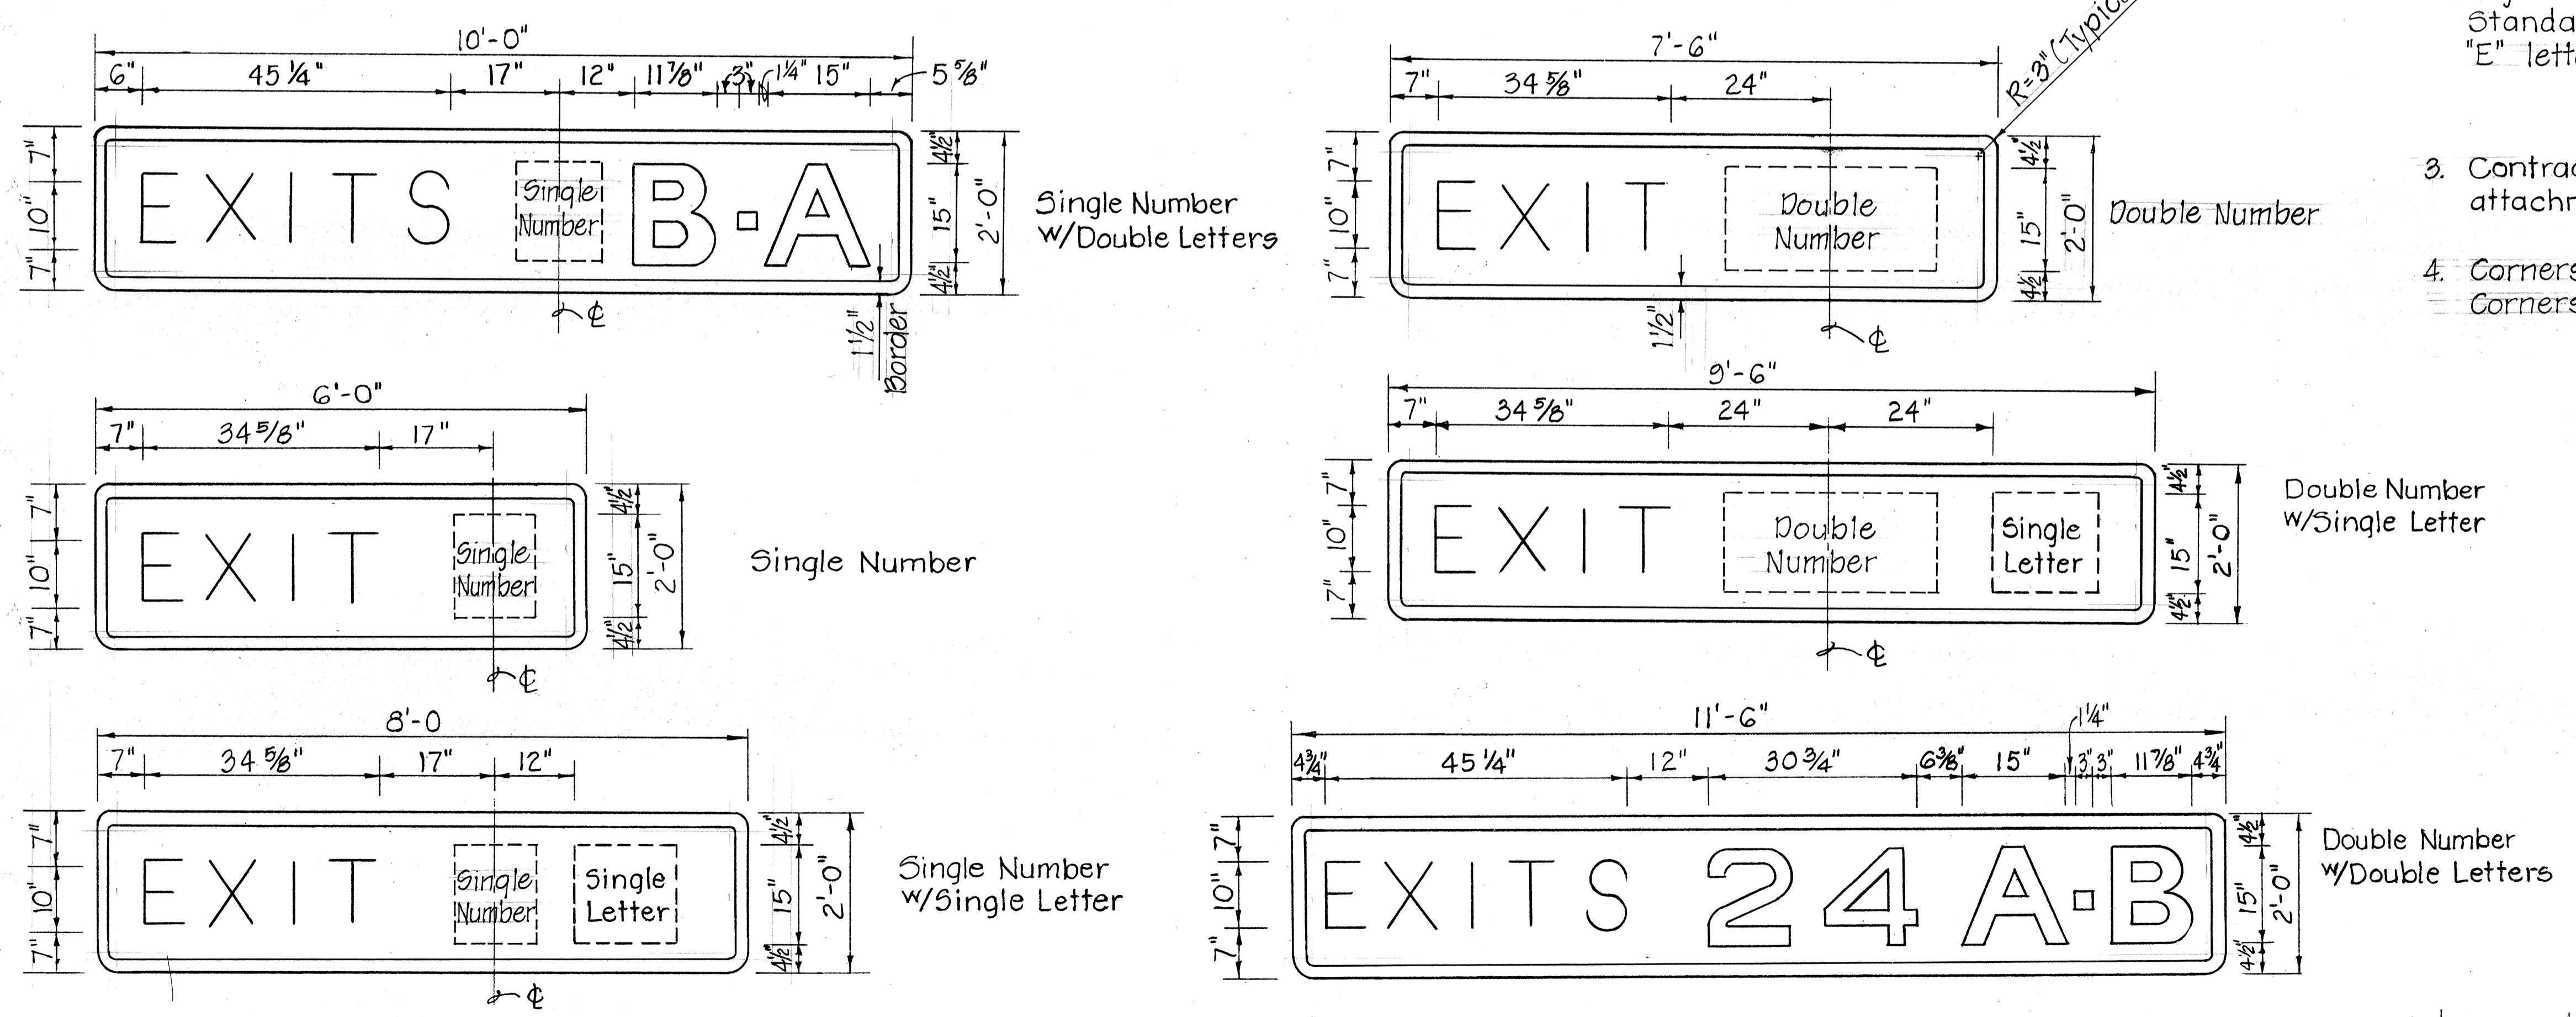 10'-0"
6" 45 1/4" 17" 12" 11 7/8" 3" 1 1/4" 15" 5 5/8"
7" 10" 7"
EXITS Single Number B-A
4 1/2" 15" 4 1/2" 2'-0"
Single Number
W/Double Letters
℄
1 1/2" Border
7'-6"
7" 34 5/8" 24"
R=3" (Typic
7" 10" 7"
EXIT Double Number
4 1/2" 15" 4 1/2 2'-0"
Double Number
1 1/2"
℄
Standa
"E" lett
3. Contrac
attachr
4. Corners
Corners
6'-0"
7" 34 5/8" 17"
7" 10" 7"
EXIT Single Number
4 1/2 15" 4 1/2 2'-0"
Single Number
℄
9'-6"
7" 34 5/8" 24" 24"
7" 10" 7"
EXIT Double Number Single Letter
4 1/2" 15" 4 1/2" 2'-0"
Double Number
W/Single Letter
℄
8'-0
7" 34 5/8" 17" 12"
7" 10" 7"
EXIT Single Number Single Letter
4 1/2" 15" 4 1/2" 2'-0"
Single Number
W/Single Letter
℄
11'-6"
4 3/4" 45 1/4" 12" 30 3/4" 6 3/8" 15" 1 1/4" 3" 3" 11 7/8" 4 3/4"
7" 10" 7"
EXITS 24 A-B
4 1/2" 15" 4 1/2" 2'-0"
Double Number
W/Double Letters